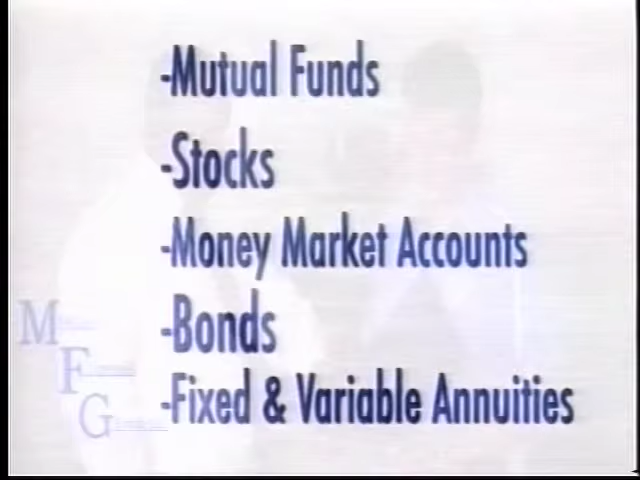 -Mutual Funds
-Stocks
-Money Market Accounts
-Bonds
-Fixed & Variable Annuities
M
F
G